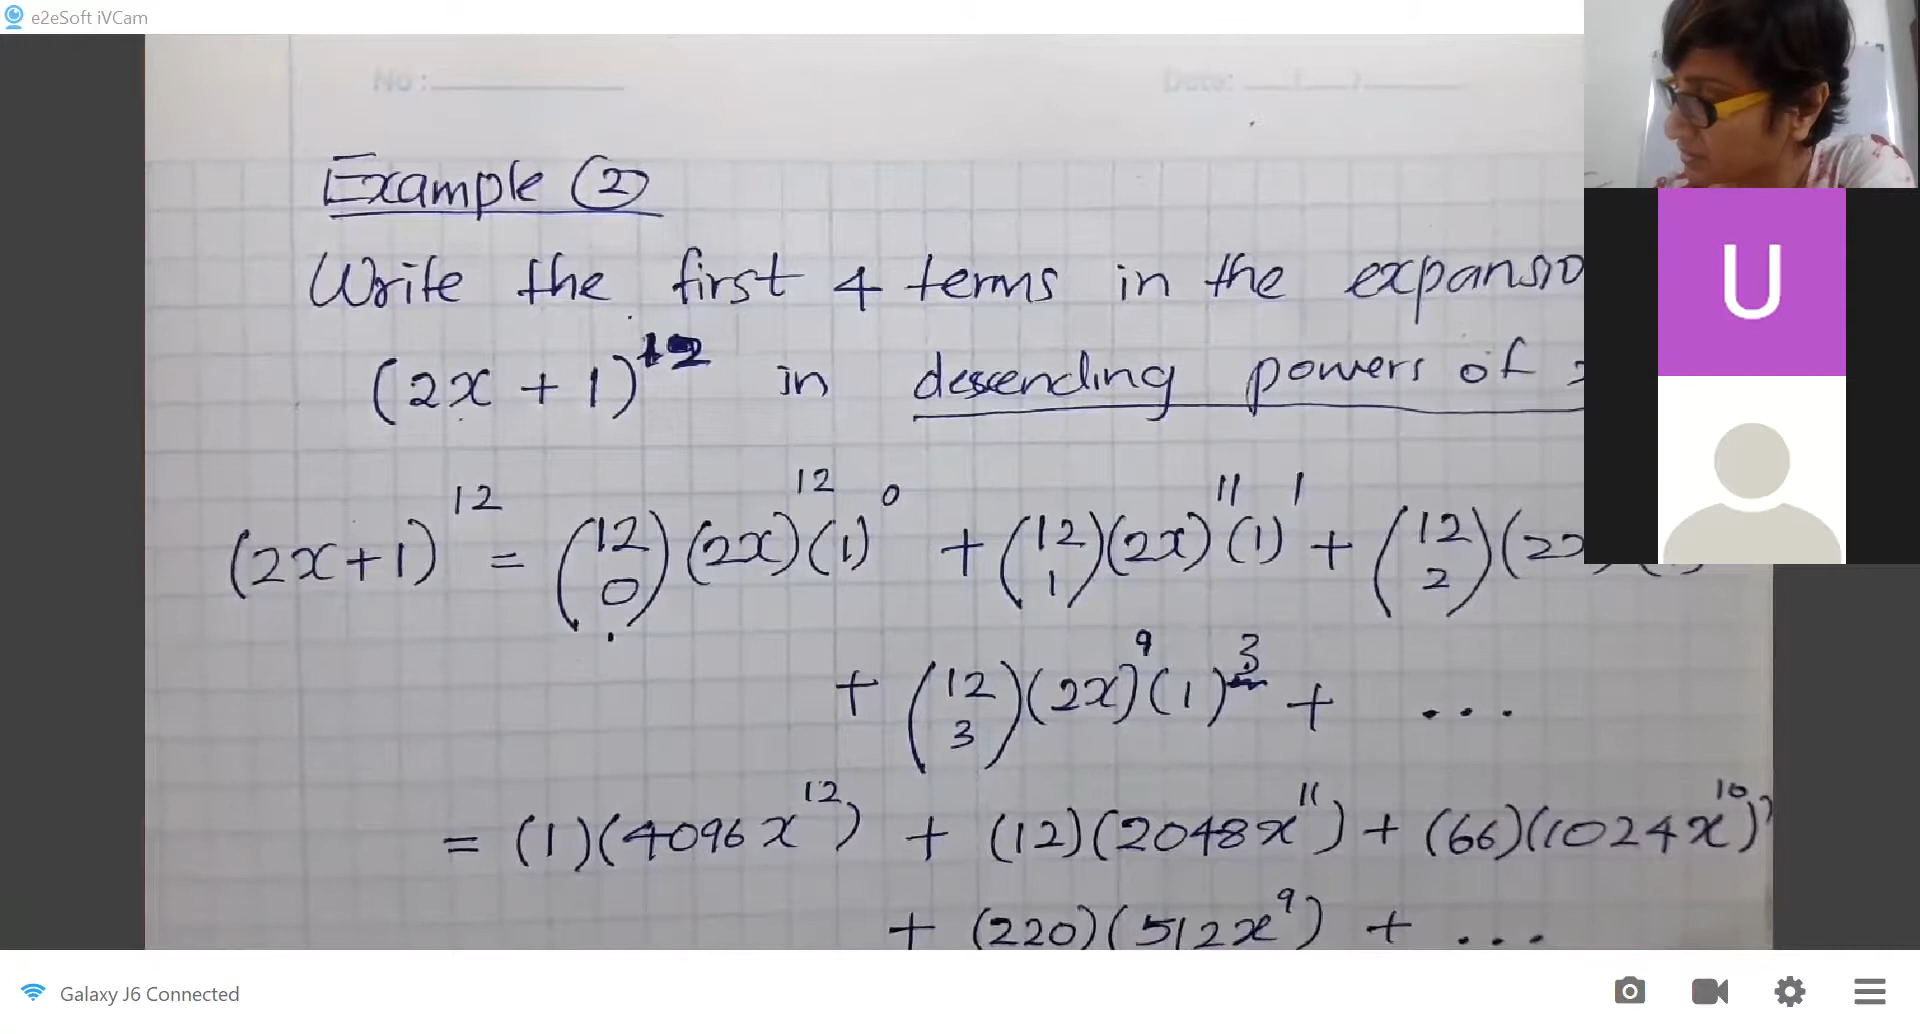 e2eSoft iVCam
No :
Date: / /
Example (2)
Write the first 4 terms in the expansio
(2x + 1)^12 in descending powers of
(2x+1)^12 = (12 0)(2x)^12(1)^0 + (12 1)(2x)^11(1)^1 + (12 2)(2x
+ (12 3)(2x)^9(1)^3 + ...
= (1)(4096x^12) + (12)(2048x^11) + (66)(1024x^10)
+ (220)(512x^9) + ...
U
Galaxy J6 Connected